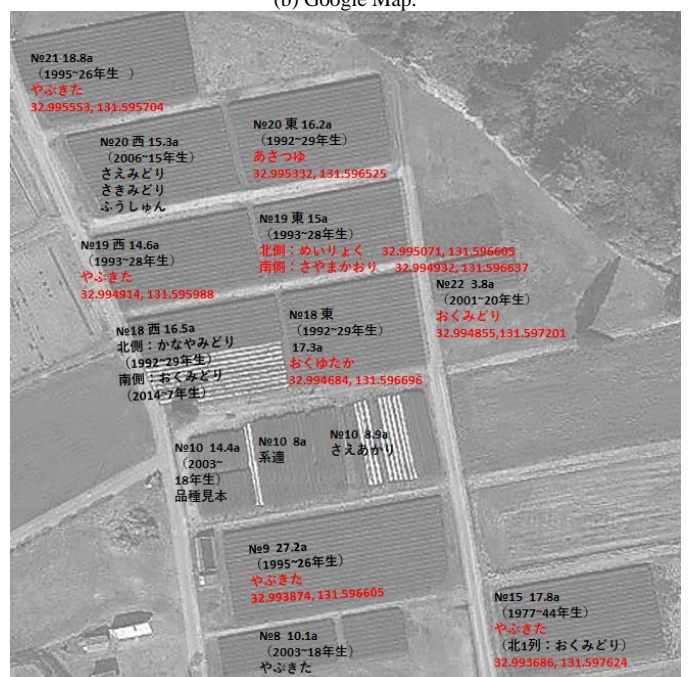 (b) Google Map.
№21 18.8a
（1995~26年生 ）
やぶきた
32.995553, 131.595704
№20 西 15.3a
（2006~15年生）
さえみどり
さきみどり
ふうしゅん
№20 東 16.2a
（1992~29年生）
あさつゆ
32.995332, 131.596525
№19 西 14.6a
（1993~28年生）
やぶきた
32.994914, 131.595988
№19 東 15a
（1993~28年生）
北側：めいりょく 32.995071, 131.596605
南側：さやまかおり 32.994932, 131.596637
№22 3.8a
（2001~20年生）
おくみどり
32.994855,131.597201
№18 西 16.5a
北側：かなやみどり
（1992~29年生）
南側：おくみどり
（2014~7年生）
№18 東
（1992~29年生）
17.3a
おくゆたか
32.994684, 131.596696
№10 14.4a
（2003~
18年生）
品種見本
№10 8a
系適
№10 8.9a
さえあかり
№9 27.2a
（1995~26年生）
やぶきた
32.993874, 131.596605
№15 17.8a
（1977~44年生）
やぶきた
（北1列：おくみどり）
32.993686, 131.597624
№8 10.1a
（2003~18年生）
やぶきた